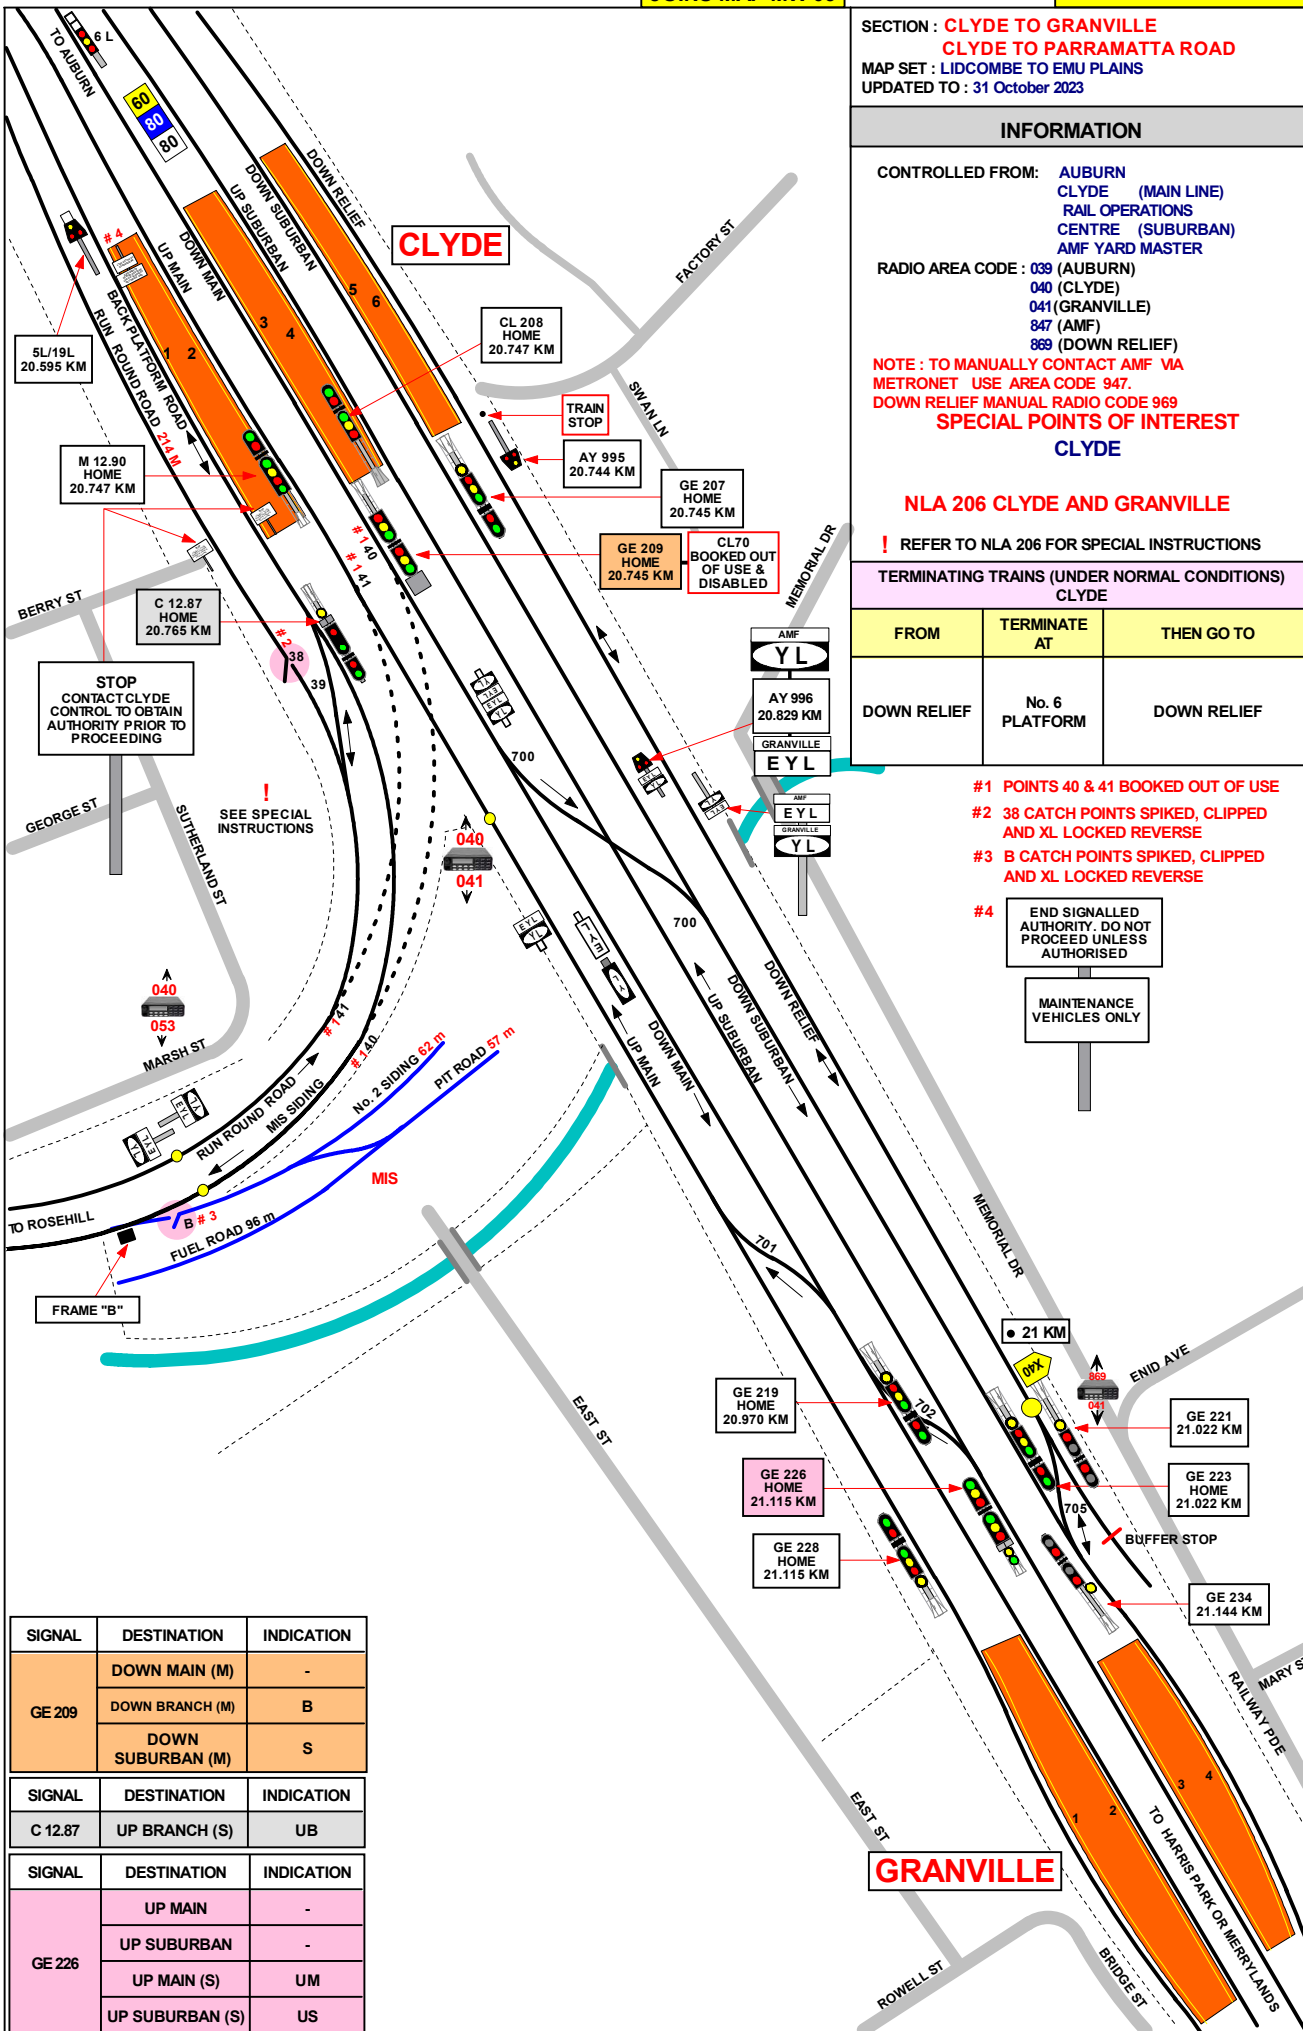 SECTION : CLYDE TO GRANVILLE
CLYDE TO PARRAMATTA ROAD
MAP SET : LIDCOMBE TO EMU PLAINS
UPDATED TO : 31 October 2023
INFORMATION
CONTROLLED FROM: AUBURN
CLYDE (MAIN LINE)
RAIL OPERATIONS
CENTRE (SUBURBAN)
AMF YARD MASTER
RADIO AREA CODE : 039 (AUBURN)
040 (CLYDE)
041(GRANVILLE)
847 (AMF)
869 (DOWN RELIEF)
NOTE : TO MANUALLY CONTACT AMF VIA
METRONET USE AREA CODE 947.
DOWN RELIEF MANUAL RADIO CODE 969
SPECIAL POINTS OF INTEREST
CLYDE
NLA 206 CLYDE AND GRANVILLE
! REFER TO NLA 206 FOR SPECIAL INSTRUCTIONS
TERMINATING TRAINS (UNDER NORMAL CONDITIONS)
CLYDE
FROM
TERMINATE
AT
THEN GO TO
DOWN RELIEF
No. 6
PLATFORM
DOWN RELIEF
#1 POINTS 40 & 41 BOOKED OUT OF USE
#2 38 CATCH POINTS SPIKED, CLIPPED
AND XL LOCKED REVERSE
#3 B CATCH POINTS SPIKED, CLIPPED
AND XL LOCKED REVERSE
#4
END SIGNALLED
AUTHORITY. DO NOT
PROCEED UNLESS
AUTHORISED
MAINTENANCE
VEHICLES ONLY
TO AUBURN
6 L
60
80
80
DOWN RELIEF
DOWN SUBURBAN
UP SUBURBAN
DOWN MAIN
UP MAIN
BACK PLATFORM ROAD
RUN ROUND ROAD 214 M
# 4
1 2
3 4
5 6
CLYDE
FACTORY ST
SWAN LN
5L/19L
20.595 KM
CL 208
HOME
20.747 KM
TRAIN
STOP
AY 995
20.744 KM
M 12.90
HOME
20.747 KM
GE 207
HOME
20.745 KM
GE 209
HOME
20.745 KM
CL70
BOOKED OUT
OF USE &
DISABLED
MEMORIAL DR
# 1 40
# 1 41
BERRY ST
C 12.87
HOME
20.765 KM
# 2
38
39
STOP
CONTACT CLYDE
CONTROL TO OBTAIN
AUTHORITY PRIOR TO
PROCEEDING
AMF
YL
AY 996
20.829 KM
GRANVILLE
EYL
AMF
EYL
GRANVILLE
YL
YL
EYL
EYL
YL
EYL
YL
EYL
YL
700
!
SEE SPECIAL
INSTRUCTIONS
GEORGE ST
SUTHERLAND ST
040
041
EYL
YL
EYL
YL
700
040
053
MARSH ST
# 1 41
# 1 40
DOWN RELIEF
DOWN SUBURBAN
UP SUBURBAN
DOWN MAIN
UP MAIN
No. 2 SIDING 62 m
PIT ROAD 57 m
RUN ROUND ROAD
MIS SIDING
YL
EYL
EYL
YL
MIS
TO ROSEHILL
B # 3
FUEL ROAD 96 m
FRAME "B"
701
MEMORIAL DR
21 KM
X40
869
041
ENID AVE
GE 219
HOME
20.970 KM
702
GE 221
21.022 KM
EAST ST
GE 226
HOME
21.115 KM
GE 223
HOME
21.022 KM
705
BUFFER STOP
GE 228
HOME
21.115 KM
GE 234
21.144 KM
MARY S
RAILWAY PDE
SIGNAL DESTINATION INDICATION
GE 209
DOWN MAIN (M) -
DOWN BRANCH (M) B
DOWN
SUBURBAN (M) S
SIGNAL DESTINATION INDICATION
C 12.87 UP BRANCH (S) UB
SIGNAL DESTINATION INDICATION
GE 226
UP MAIN -
UP SUBURBAN -
UP MAIN (S) UM
UP SUBURBAN (S) US
EAST ST
1 2
3 4
GRANVILLE
TO HARRIS PARK OR MERRYLANDS
ROWELL ST
BRIDGE ST